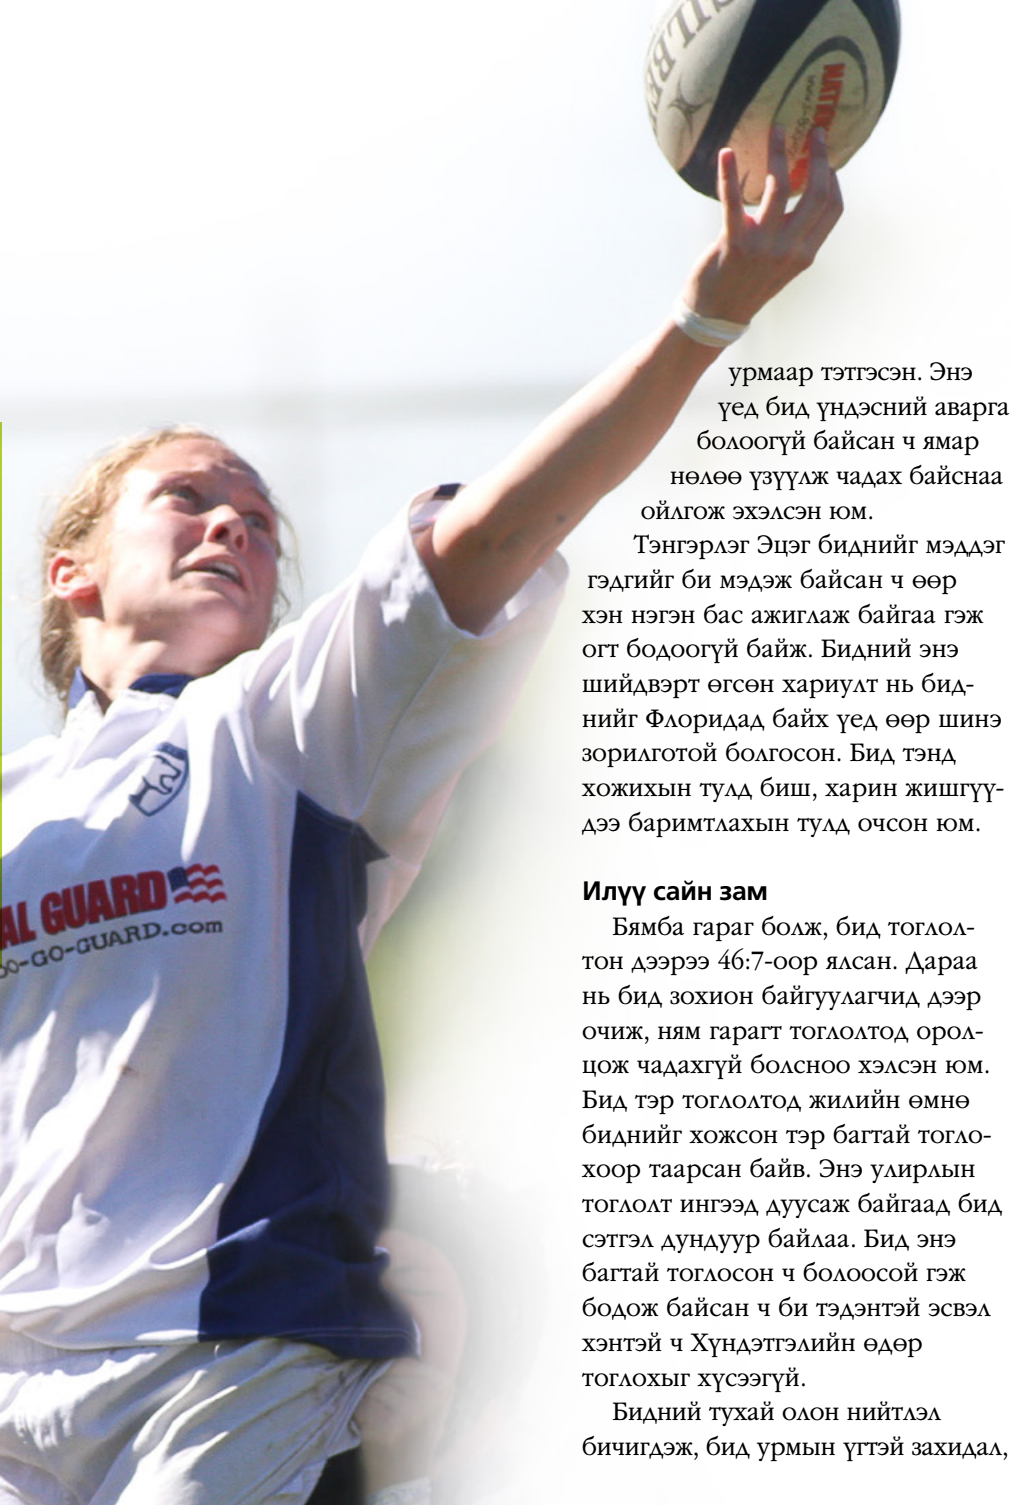 SILBE
NATION
урмаар тэтгэсэн. Энэ
үед бид үндэсний аварга
болоогүй байсан ч ямар
нөлөө үзүүлж чадах байснаа
ойлгож эхэлсэн юм.
Тэнгэрлэг Эцэг биднийг мэддэг
гэдгийг би мэдэж байсан ч өөр
хэн нэгэн бас ажиглаж байгаа гэж
огт бодоогүй байж. Бидний энэ
шийдвэрт өгсөн хариулт нь бид-
нийг Флоридад байх үед өөр шинэ
зорилготой болгосон. Бид тэнд
хожихын тулд биш, харин жишгүү-
дээ баримтлахын тулд очсон юм.
Илүү сайн зам
Бямба гараг болж, бид тоглол-
тон дээрээ 46:7-оор ялсан. Дараа
нь бид зохион байгуулагчид дээр
очиж, ням гарагт тоглолтод орол-
цож чадахгүй болсноо хэлсэн юм.
Бид тэр тоглолтод жилийн өмнө
биднийг хожсон тэр багтай тогло-
хоор таарсан байв. Энэ улирлын
тоглолт ингээд дуусаж байгаад бид
сэтгэл дундуур байлаа. Бид энэ
багтай тоглосон ч болоосой гэж
бодож байсан ч би тэдэнтэй эсвэл
хэнтэй ч Хүндэтгэлийн өдөр
тоглохыг хүсээгүй.
Бидний тухай олон нийтлэл
бичигдэж, бид урмын үгтэй захидал,
AL GUARD
00-GO-GUARD.com